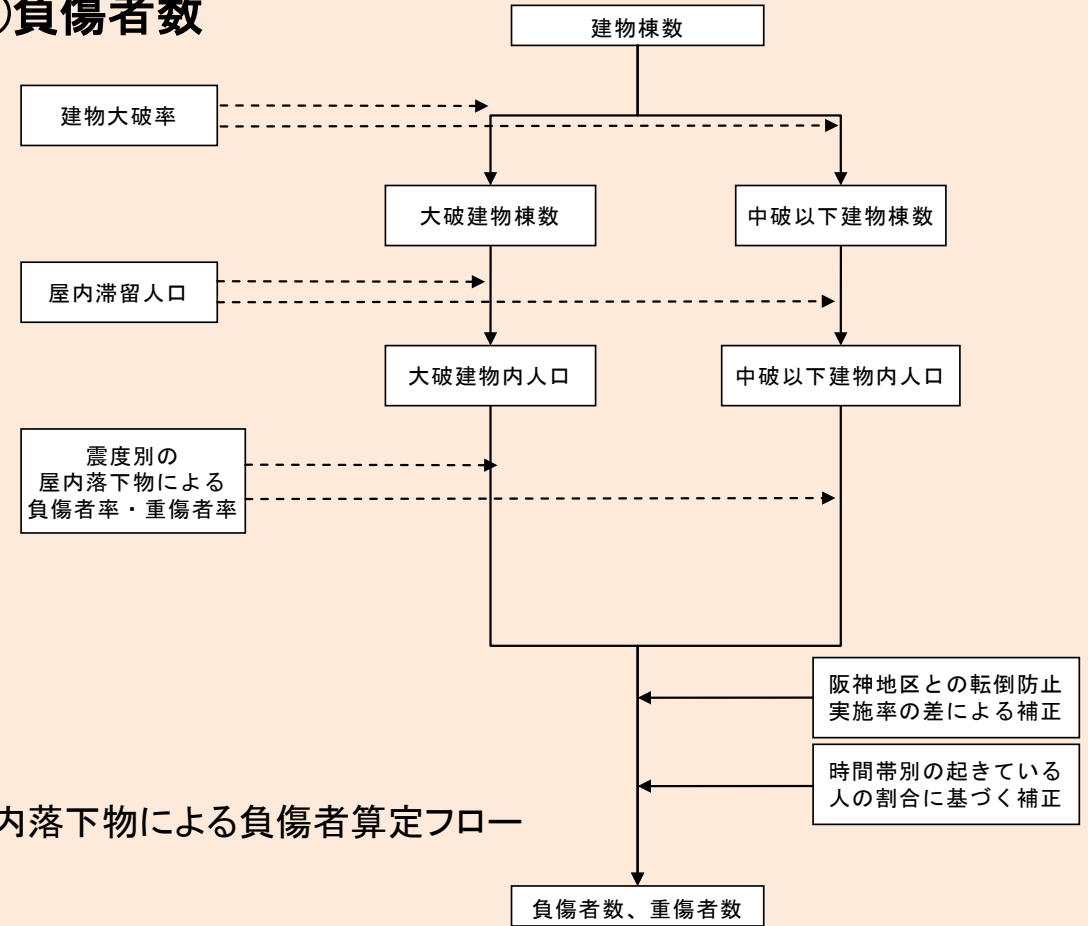 負傷者数
建物棟数
建物大破率
大破建物棟数
中破以下建物棟数
屋内滞留人口
大破建物内人口
中破以下建物内人口
震度別の
屋内落下物による
負傷者率・重傷者率
阪神地区との転倒防止
実施率の差による補正
時間帯別の起きている
人の割合に基づく補正
内落下物による負傷者算定フロー
負傷者数、重傷者数